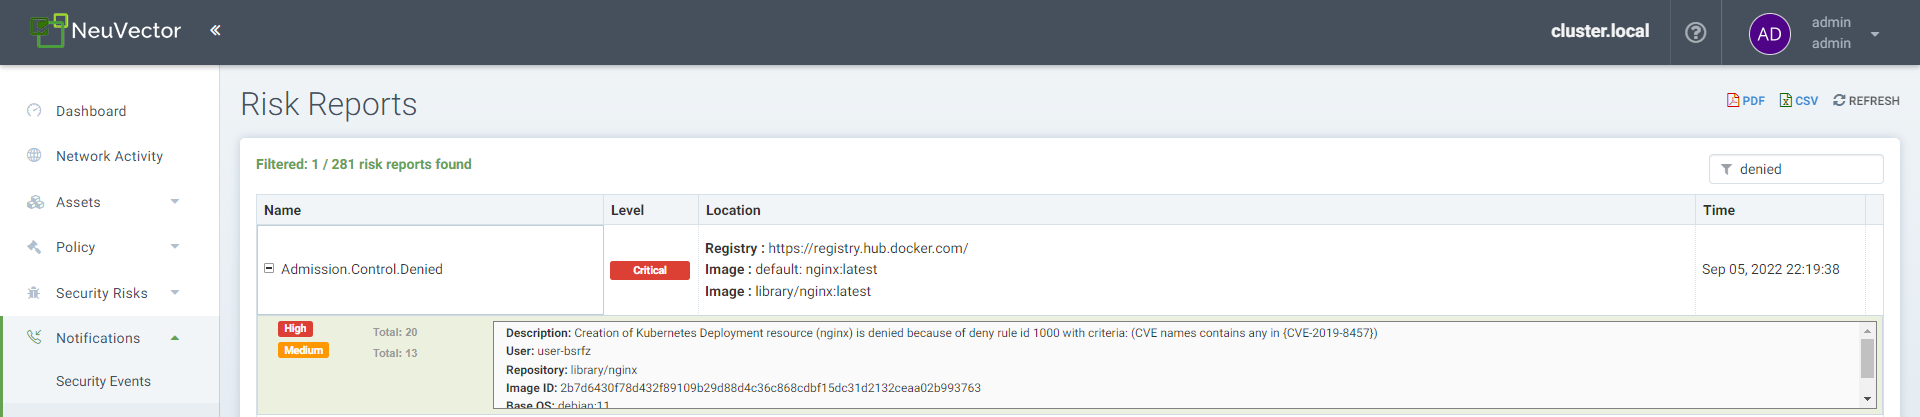 NeuVector
cluster.local
AD
admin
admin
Dashboard
Network Activity
Assets
Policy
Security Risks
Notifications
Security Events
Risk Reports
PDF
CSV
REFRESH
Filtered: 1 / 281 risk reports found
denied
Name
Level
Location
Time
Admission.Control.Denied
Critical
Registry : https://registry.hub.docker.com/
Image : default: nginx:latest
Image : library/nginx:latest
Sep 05, 2022 22:19:38
High
Total: 20
Medium
Total: 13
Description: Creation of Kubernetes Deployment resource (nginx) is denied because of deny rule id 1000 with criteria: (CVE names contains any in {CVE-2019-8457})
User: user-bsrfz
Repository: library/nginx
Image ID: 2b7d6430f78d432f89109b29d88d4c36c868cdbf15dc31d2132ceaa02b993763
Base OS: debian:11